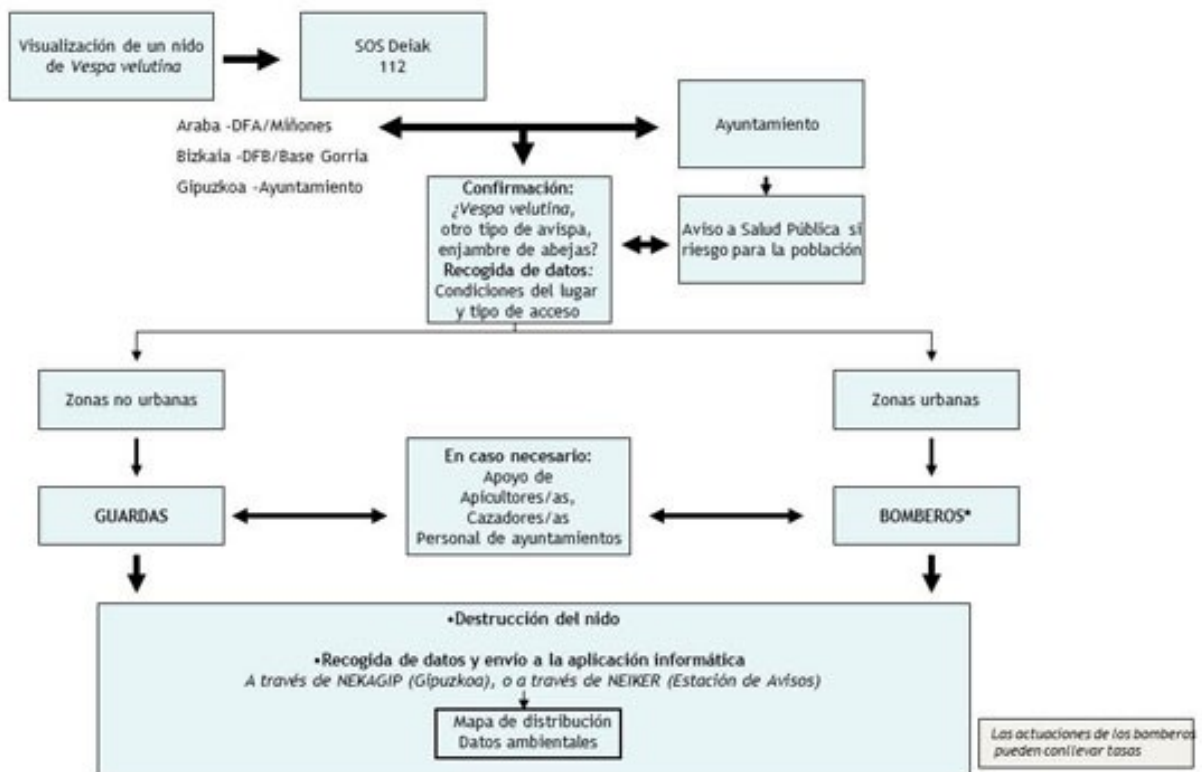 Visualización de un nido
de Vespa velutina
SOS Deiak
112
Araba -DFA/Miñones
Bizkaia -DFB/Base Gorria
Gipuzkoa -Ayuntamiento
Ayuntamiento
Confirmación:
¿Vespa velutina,
otro tipo de avispa,
enjambre de abejas?
Recogida de datos:
Condiciones del lugar
y tipo de acceso
Aviso a Salud Pública si
riesgo para la población
Zonas no urbanas
Zonas urbanas
En caso necesario:
Apoyo de
Apicultores/as,
Cazadores/as
Personal de ayuntamientos
GUARDAS
BOMBEROS*
•Destrucción del nido
•Recogida de datos y envío a la aplicación informática
A través de NEKAGIP (Gipuzkoa), o a través de NEIKER (Estación de Avisos)
Mapa de distribución
Datos ambientales
Las actuaciones de los bomberos
pueden conllevar tasas